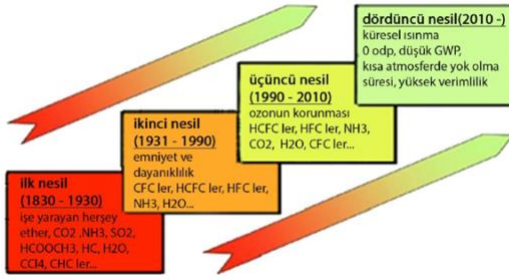 dördüncü nesil(2010 -)
küresel ısınma
0 odp, düşük GWP,
kısa atmosferde yok olma
süresi, yüksek verimlilik
üçüncü nesil
(1990 - 2010)
ozonun korunması
HCFC ler, HFC ler, NH3,
CO2, H2O, CFC ler...
ikinci nesil
(1931 - 1990)
emniyet ve
dayanıklılık
CFC ler, HCFC ler, HFC ler,
NH3, H2O...
ilk nesil
(1830 - 1930)
işe yarayan herşey
ether, CO2 ,NH3, SO2,
HCOOCH3, HC, H2O,
CCl4, CHC ler...